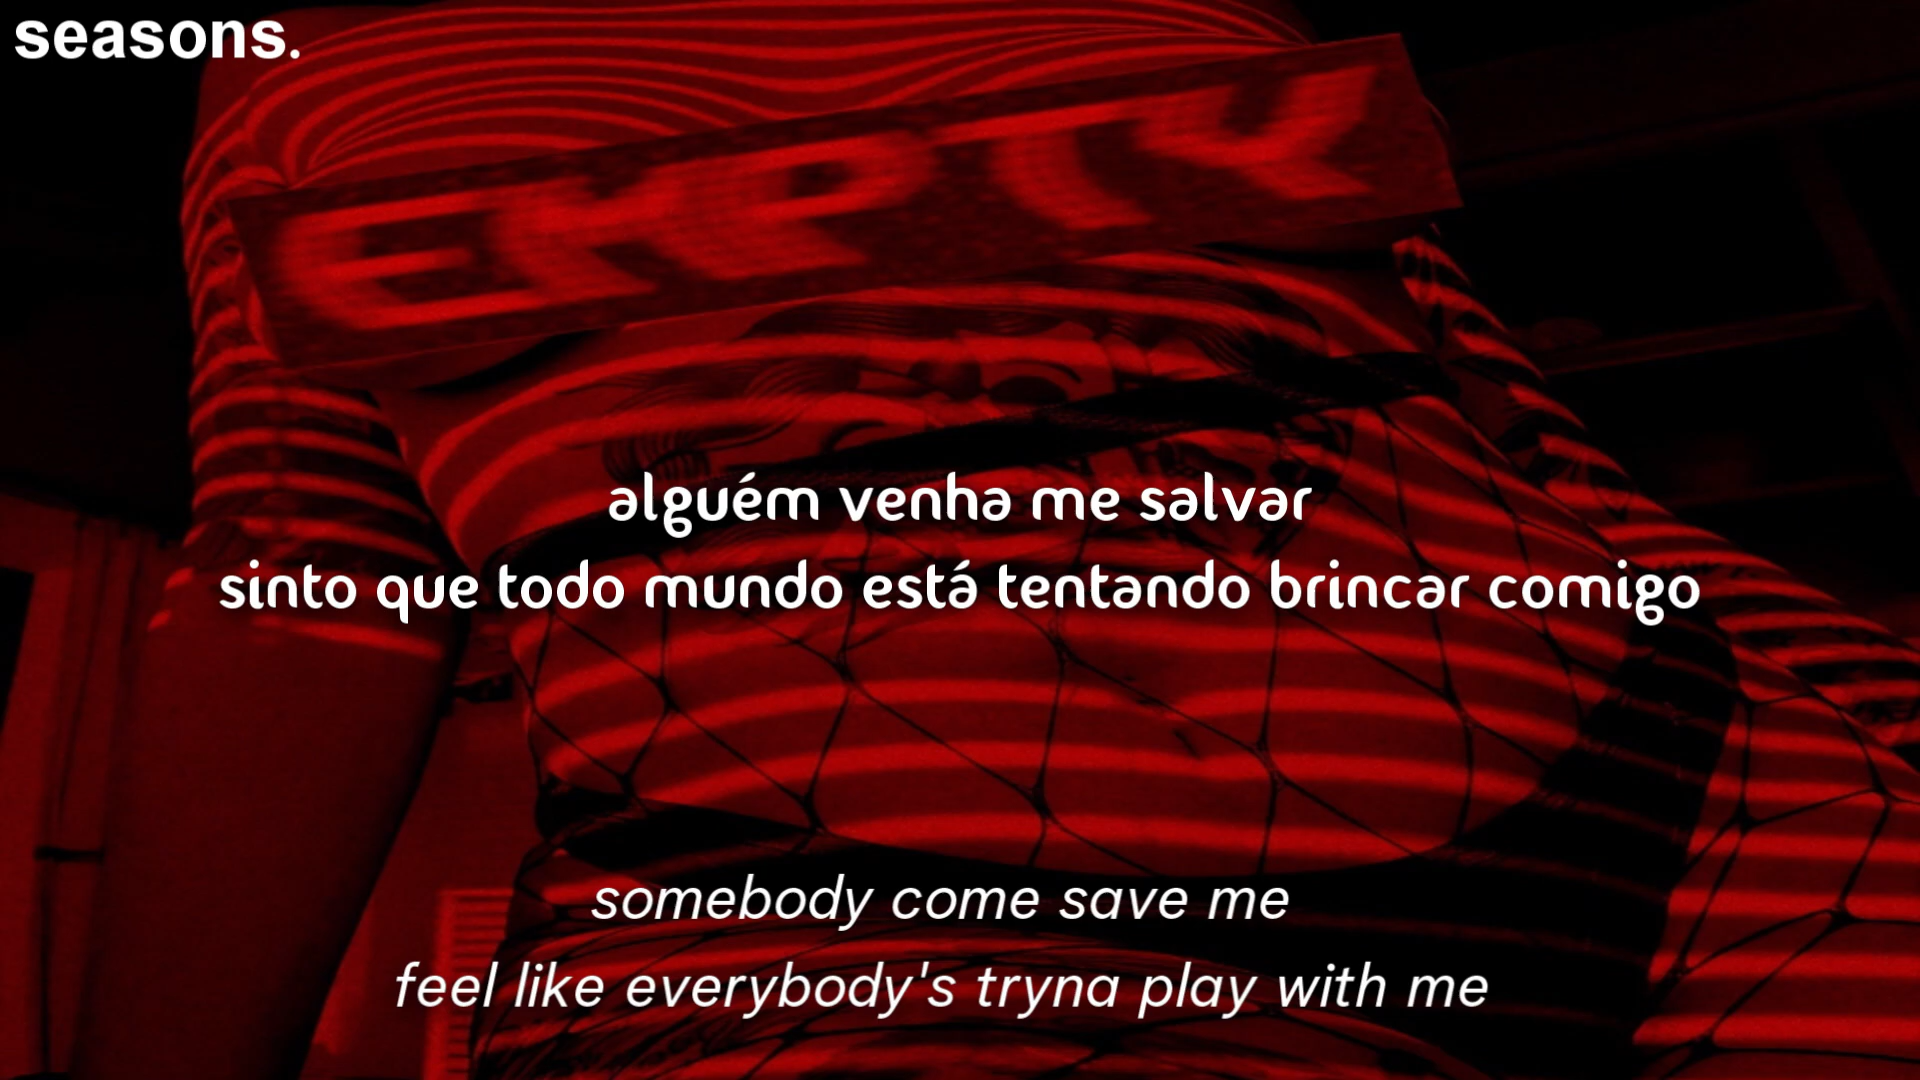 seasons.
EMPTY
alguém venha me salvar
sinto que todo mundo está tentando brincar comigo
somebody come save me
feel like everybody's tryna play with me